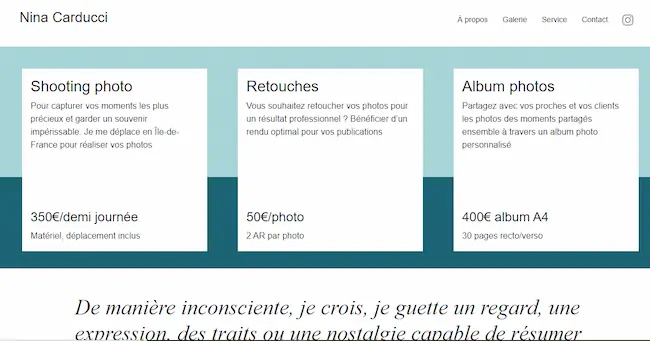 Nina Carducci
À propos Galerie Service Contact
Shooting photo
Pour capturer vos moments les plus
précieux et garder un souvenir
impérissable. Je me déplace en Île-de-
France pour réaliser vos photos
350€/demi journée
Matériel, déplacement inclus
Retouches
Vous souhaitez retoucher vos photos pour
un résultat professionnel ? Bénéficier d'un
rendu optimal pour vos publications
50€/photo
2 AR par photo
Album photos
Partagez avec vos proches et vos clients
les photos des moments partagés
ensemble à travers un album photo
personnalisé
400€ album A4
30 pages recto/verso
De manière inconsciente, je crois, je guette un regard, une
expression, des traits ou une nostalgie capable de résumer